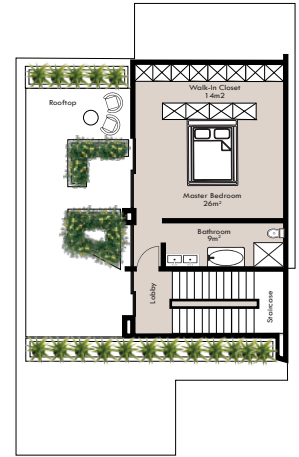 Walk-In Closet
14m2
Rooftop
Master Bedroom
26m²
Bathroom
9m²
Lobby
Staircase